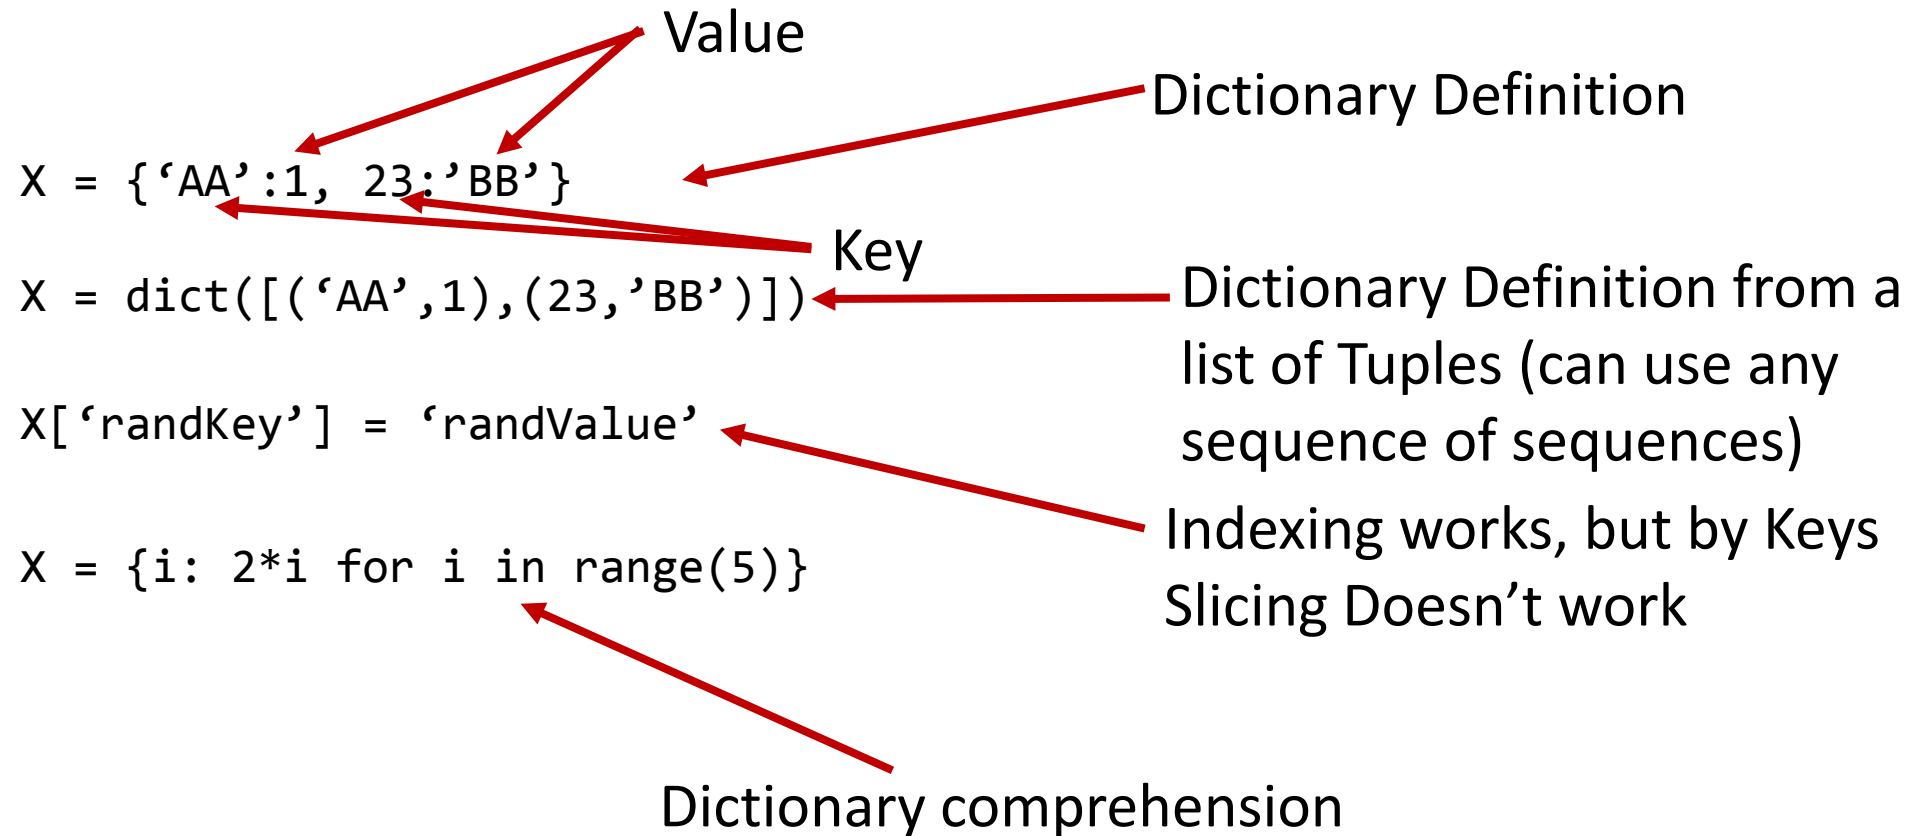 Value
Dictionary Definition
X = {‘AA’:1, 23:’BB’}
Key
X = dict([(‘AA’,1),(23,’BB’)])
Dictionary Definition from a
list of Tuples (can use any
sequence of sequences)
X[‘randKey’] = ‘randValue’
Indexing works, but by Keys
Slicing Doesn’t work
X = {i: 2*i for i in range(5)}
Dictionary comprehension